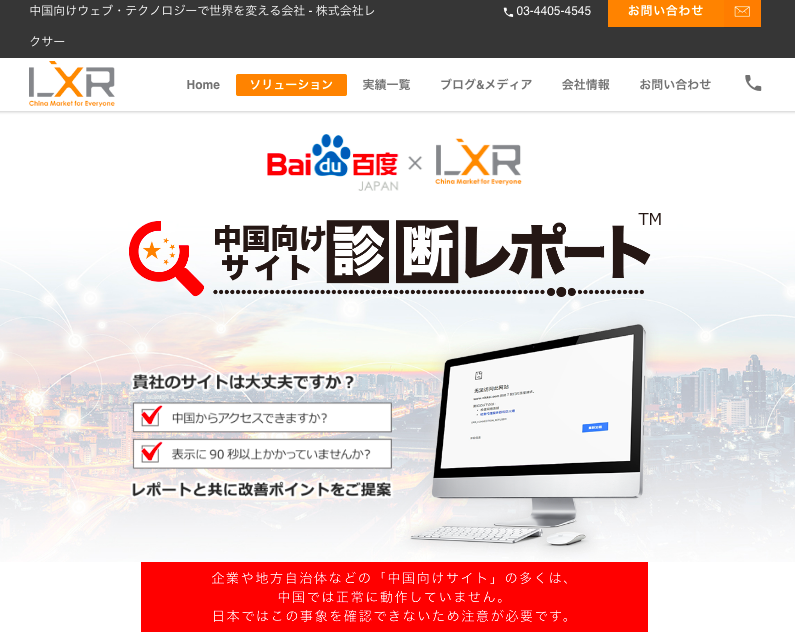 中国向けウェブ・テクノロジーで世界を変える会社 - 株式会社レ
クサー
03-4405-4545
お問い合わせ
LXR
China Market for Everyone
Home
ソリューション
実績一覧
ブログ&メディア
会社情報
お問い合わせ
Bai du 百度
JAPAN
×
LXR
China Market for Everyone
中国向け
サイト
診断レポート
TM
貴社のサイトは大丈夫ですか？
中国からアクセスできますか?
表示に 90 秒以上かかっていませんか?
レポートと共に改善ポイントをご提案
企業や地方自治体などの「中国向けサイト」の多くは、
中国では正常に動作していません。
日本ではこの事象を確認できないため注意が必要です。